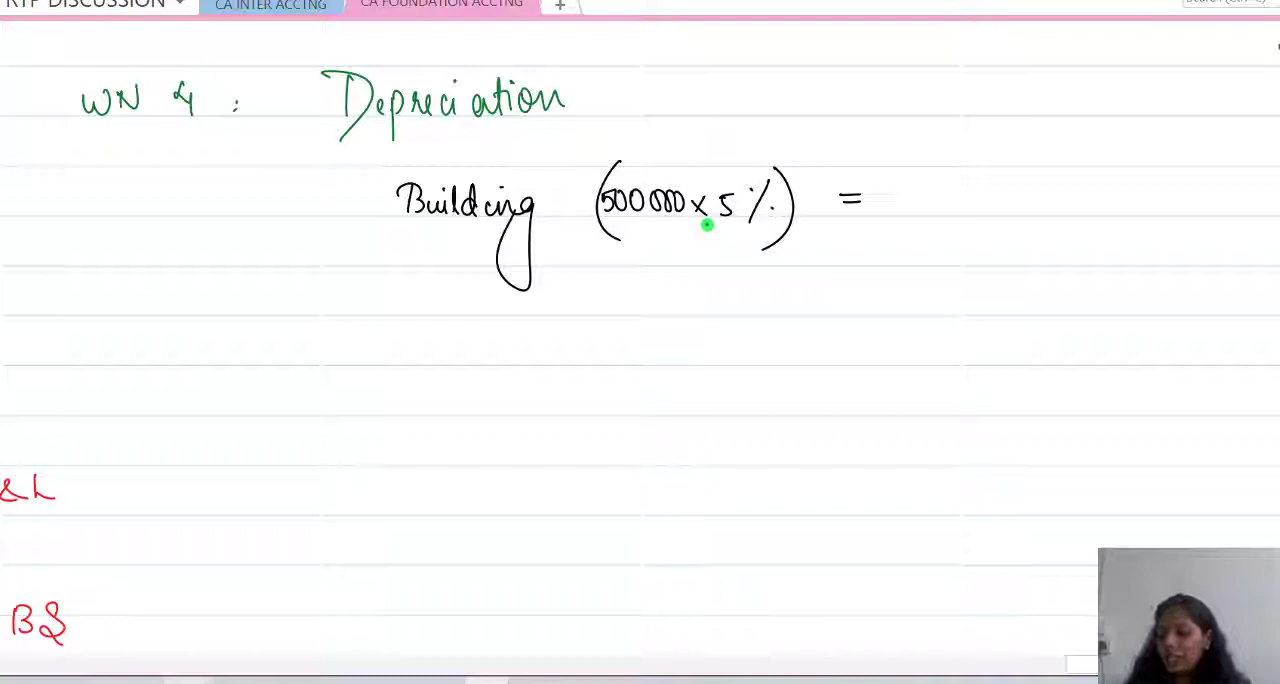 RTP DISCUSSION CA INTER ACCTNG CA FOUNDATION ACCTNG +
WN 4 : Depreciation
Building (500000 x 5%) =
& L
BS